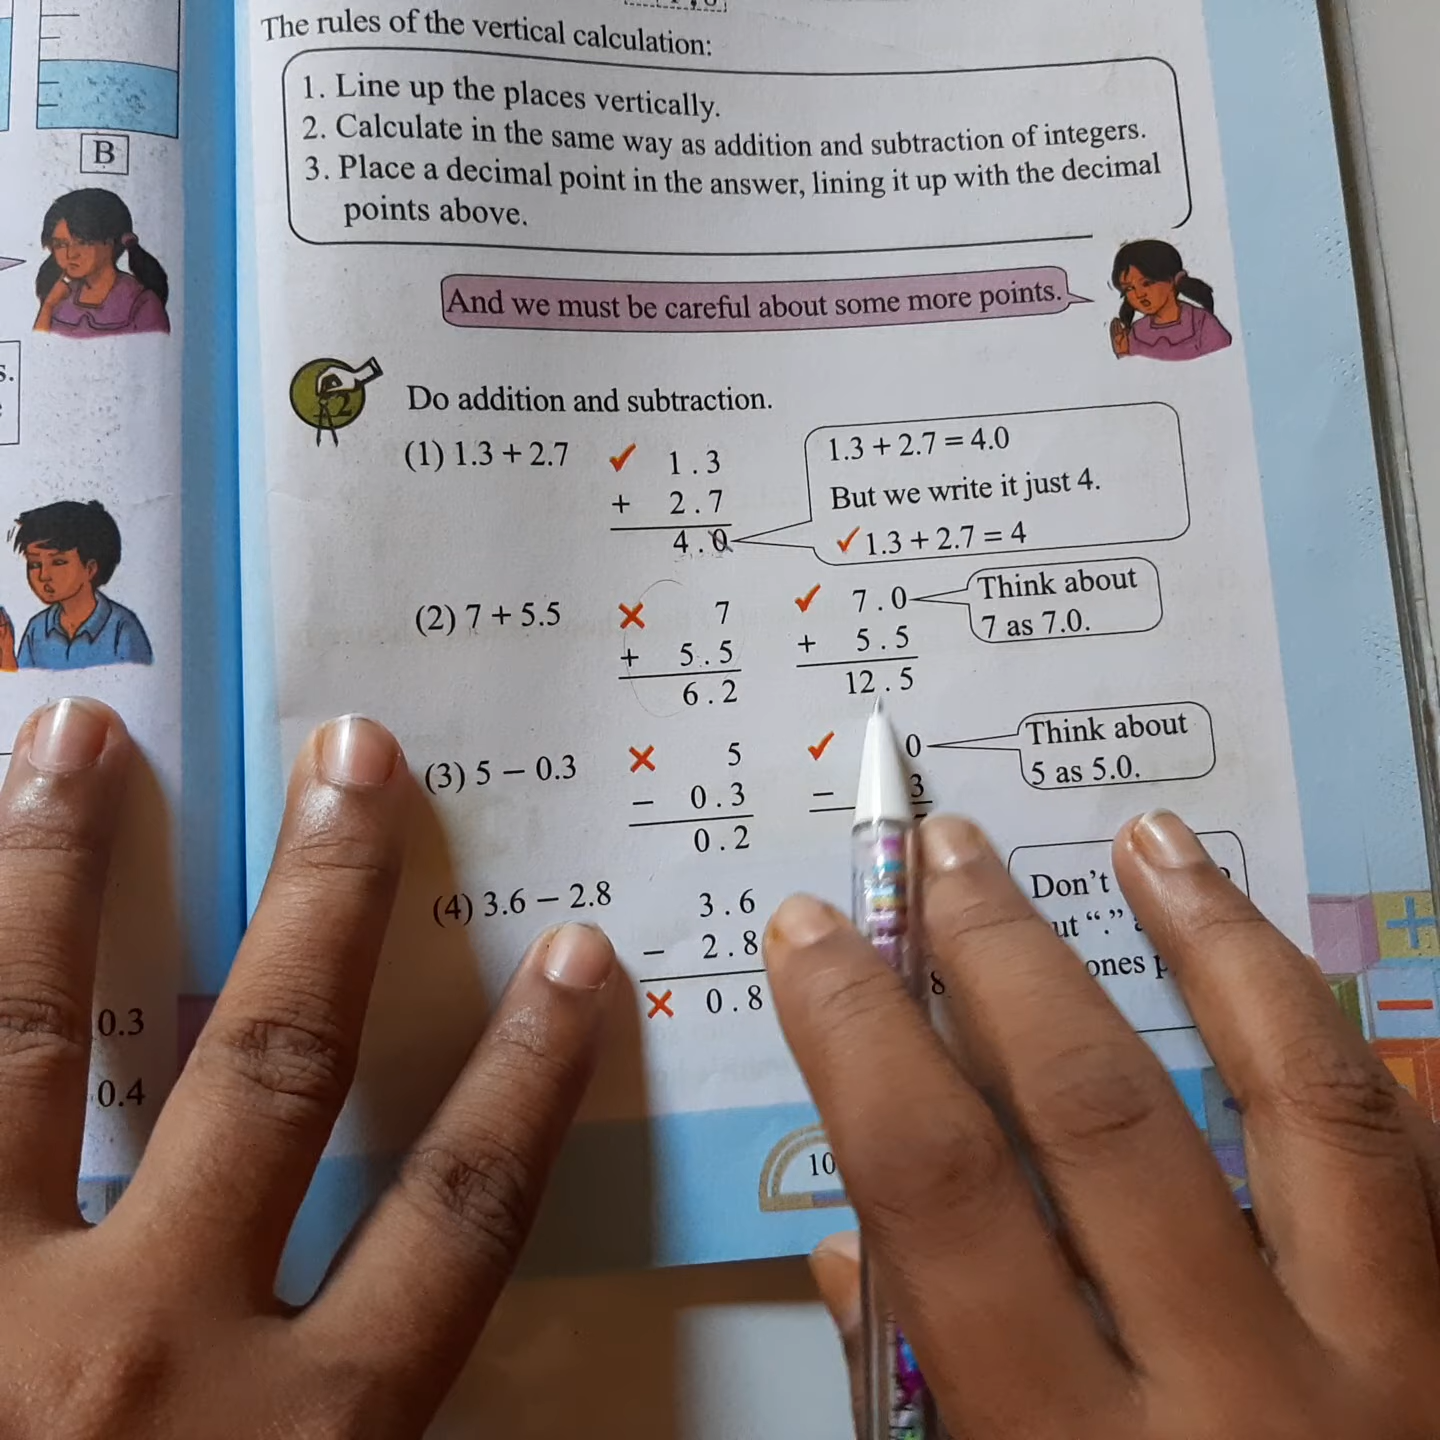 The rules of the vertical calculation:
1. Line up the places vertically.
2. Calculate in the same way as addition and subtraction of integers.
3. Place a decimal point in the answer, lining it up with the decimal
points above.
B
And we must be careful about some more points.
s.
2
Do addition and subtraction.
(1) 1.3 + 2.7
✓ 1.3
+ 2.7
4.0
1.3 + 2.7 = 4.0
But we write it just 4.
✓ 1.3 + 2.7 = 4
(2) 7 + 5.5
✗ 7
+ 5.5
6.2
✓ 7.0
+ 5.5
12.5
Think about
7 as 7.0.
(3) 5 − 0.3
✗ 5
− 0.3
0.2
✓ 0
− 3
Think about
5 as 5.0.
(4) 3.6 − 2.8
3.6
− 2.8
✗ 0.8
8
Don't
"."
ones
0.3
0.4
10